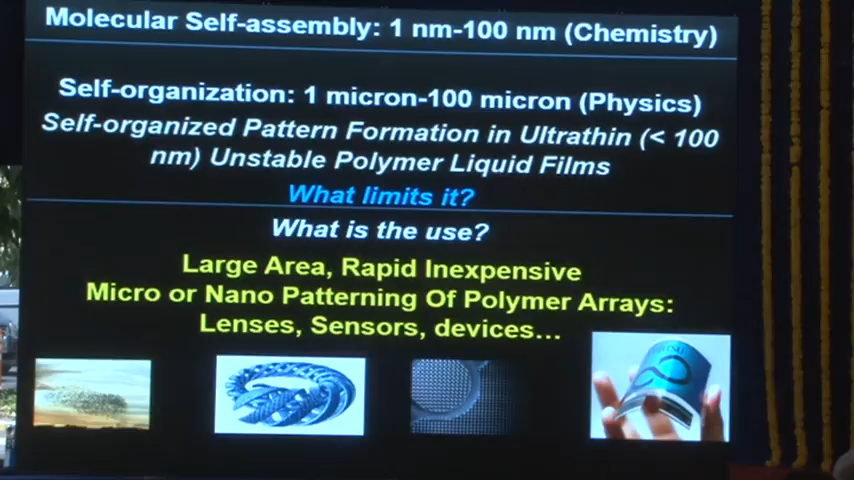 Molecular Self-assembly: 1 nm-100 nm (Chemistry)
Self-organization: 1 micron-100 micron (Physics)
Self-organized Pattern Formation in Ultrathin (< 100
nm) Unstable Polymer Liquid Films
What limits it?
What is the use?
Large Area, Rapid Inexpensive
Micro or Nano Patterning Of Polymer Arrays:
Lenses, Sensors, devices…